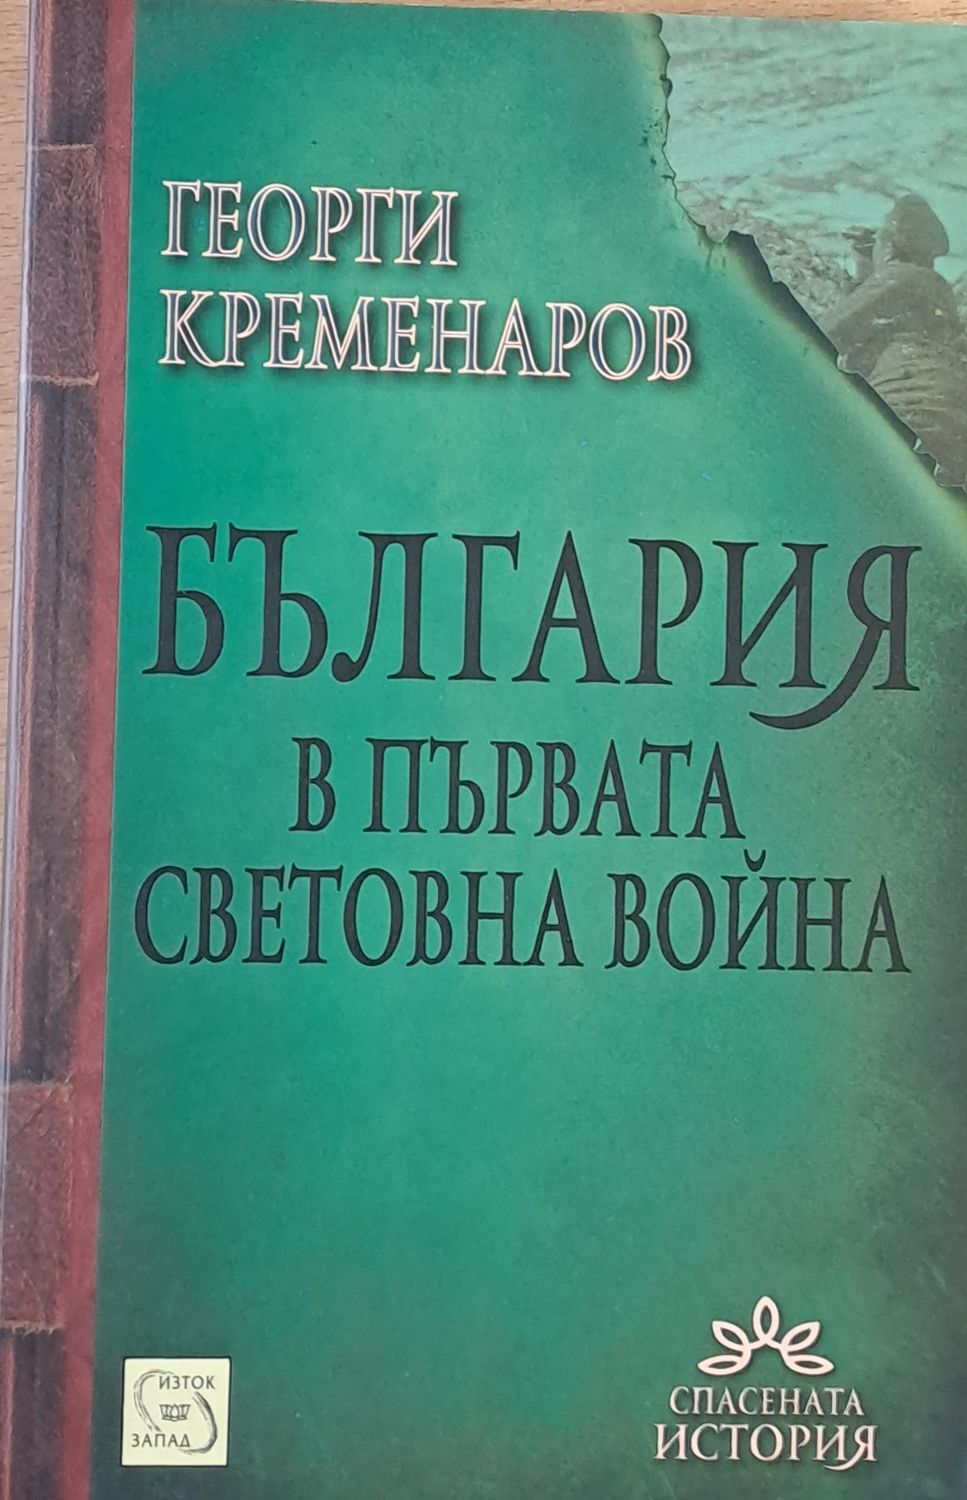 ГЕОРГИ
КРЕМЕНАРОВ
БЪЛГАРИЯ
В ПЪРВАТА
СВЕТОВНА ВОЙНА
ИЗТОК
ЗАПАД
СПАСЕНАТА
ИСТОРИЯ